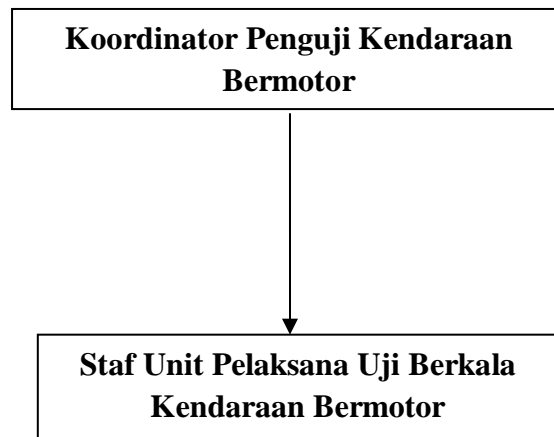 Koordinator Penguji Kendaraan
Bermotor
Staf Unit Pelaksana Uji Berkala
Kendaraan Bermotor